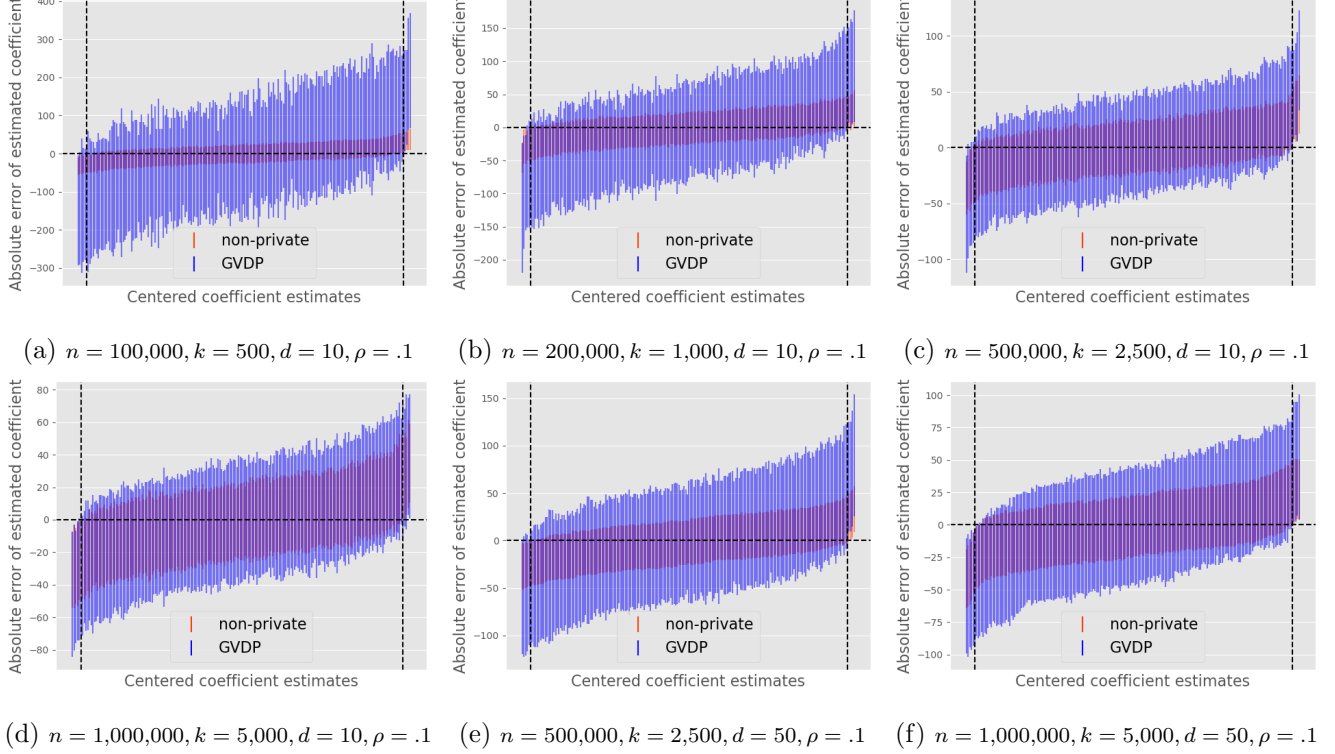 400
300
200
100
0
−100
−200
−300
Absolute error of estimated coefficient
non-private
GVDP
Centered coefficient estimates
150
100
50
0
−50
−100
−150
−200
Absolute error of estimated coefficient
non-private
GVDP
Centered coefficient estimates
100
50
0
−50
−100
Absolute error of estimated coefficient
non-private
GVDP
Centered coefficient estimates
(a) n = 100,000, k = 500, d = 10, ρ = .1
(b) n = 200,000, k = 1,000, d = 10, ρ = .1
(c) n = 500,000, k = 2,500, d = 10, ρ = .1
80
60
40
20
0
−20
−40
−60
−80
Absolute error of estimated coefficient
non-private
GVDP
Centered coefficient estimates
150
100
50
0
−50
−100
Absolute error of estimated coefficient
non-private
GVDP
Centered coefficient estimates
100
75
50
25
0
−25
−50
−75
−100
Absolute error of estimated coefficient
non-private
GVDP
Centered coefficient estimates
(d) n = 1,000,000, k = 5,000, d = 10, ρ = .1
(e) n = 500,000, k = 2,500, d = 50, ρ = .1
(f) n = 1,000,000, k = 5,000, d = 50, ρ = .1